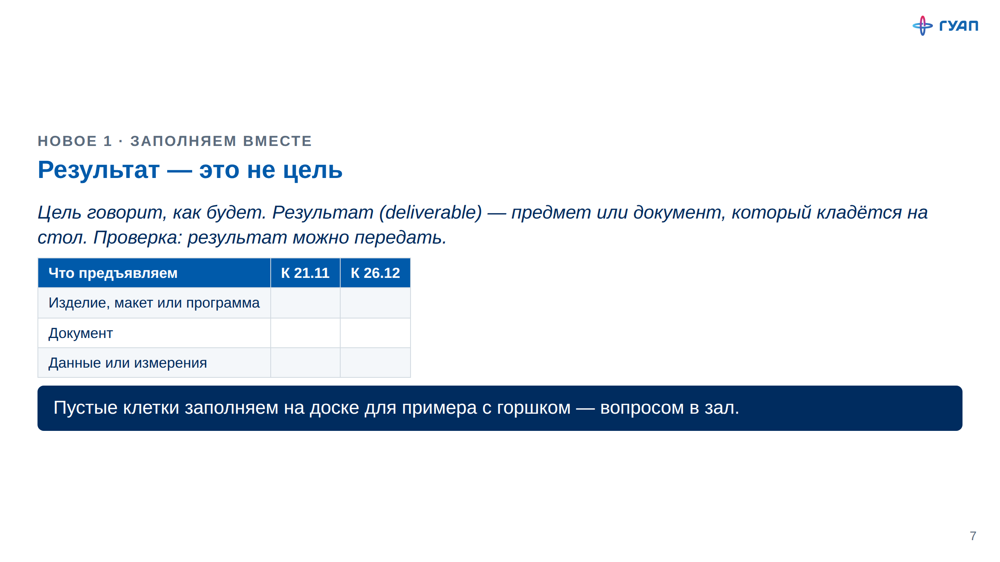 ГУАП
НОВОЕ 1 · ЗАПОЛНЯЕМ ВМЕСТЕ
Результат — это не цель
Цель говорит, как будет. Результат (deliverable) — предмет или документ, который кладётся на
стол. Проверка: результат можно передать.
Что предъявляем К 21.11 К 26.12
Изделие, макет или программа
Документ
Данные или измерения
Пустые клетки заполняем на доске для примера с горшком — вопросом в зал.
7